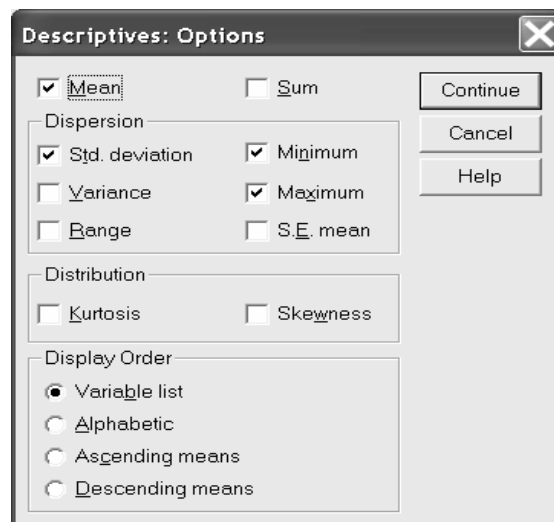 Descriptives: Options
Mean Sum
Continue
Dispersion
Cancel
Std. deviation Minimum
Help
Variance Maximum
Range S.E. mean
Distribution
Kurtosis Skewness
Display Order
Variable list
Alphabetic
Ascending means
Descending means